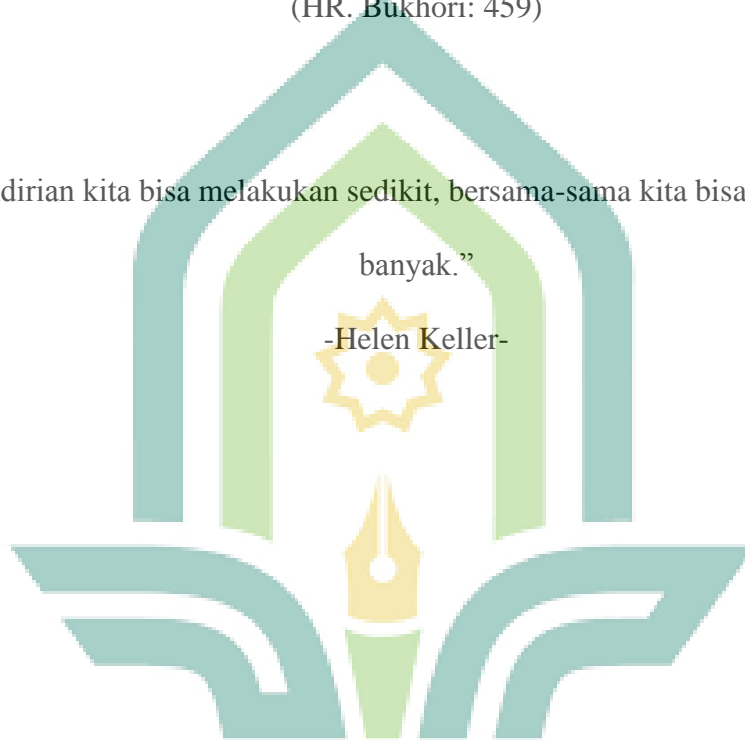 (HR. Bukhori: 459)
dirian kita bisa melakukan sedikit, bersama-sama kita bisa
banyak.”
-Helen Keller-